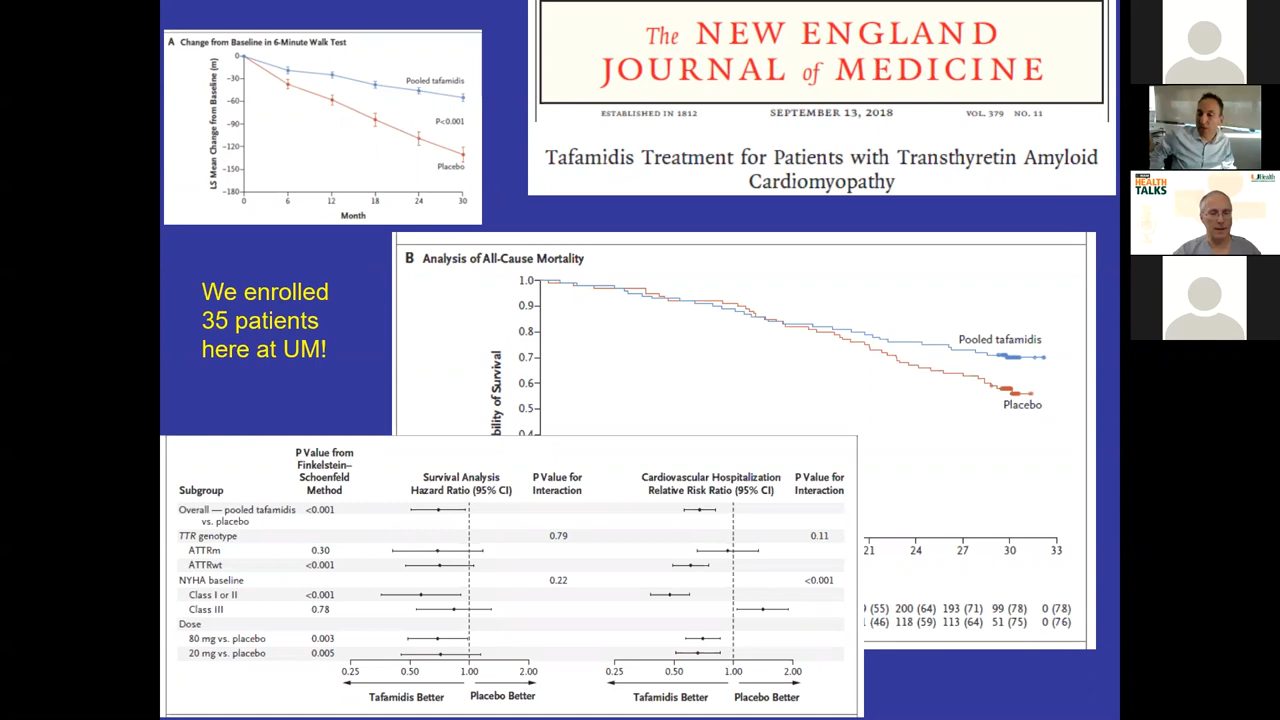 A Change from Baseline in 6-Minute Walk Test
LS Mean Change from Baseline (m)
0
−30
−60
−90
−120
−150
−180
Pooled tafamidis
P<0.001
Placebo
0 6 12 18 24 30
Month
The NEW ENGLAND
JOURNAL of MEDICINE
ESTABLISHED IN 1812 SEPTEMBER 13, 2018 VOL. 379 NO. 11
Tafamidis Treatment for Patients with Transthyretin Amyloid
Cardiomyopathy
HEALTH
TALKS
UHealth
We enrolled
35 patients
here at UM!
B Analysis of All-Cause Mortality
bility of Survival
1.0
0.9
0.8
0.7
0.6
0.5
0.4
Pooled tafamidis
Placebo
21 24 27 30 33
(55) 200 (64) 193 (71) 99 (78) 0 (78)
(46) 118 (59) 113 (64) 51 (75) 0 (76)
Subgroup
P Value from
Finkelstein–
Schoenfeld
Method
Survival Analysis
Hazard Ratio (95% CI)
P Value for
Interaction
Cardiovascular Hospitalization
Relative Risk Ratio (95% CI)
P Value for
Interaction
Overall — pooled tafamidis <0.001
vs. placebo
TTR genotype 0.79 0.11
ATTRm 0.30
ATTRwt <0.001
NYHA baseline 0.22 <0.001
Class I or II <0.001
Class III 0.78
Dose
80 mg vs. placebo 0.003
20 mg vs. placebo 0.005
0.25 0.50 1.00 2.00 0.25 0.50 1.00 2.00
Tafamidis Better Placebo Better Tafamidis Better Placebo Better